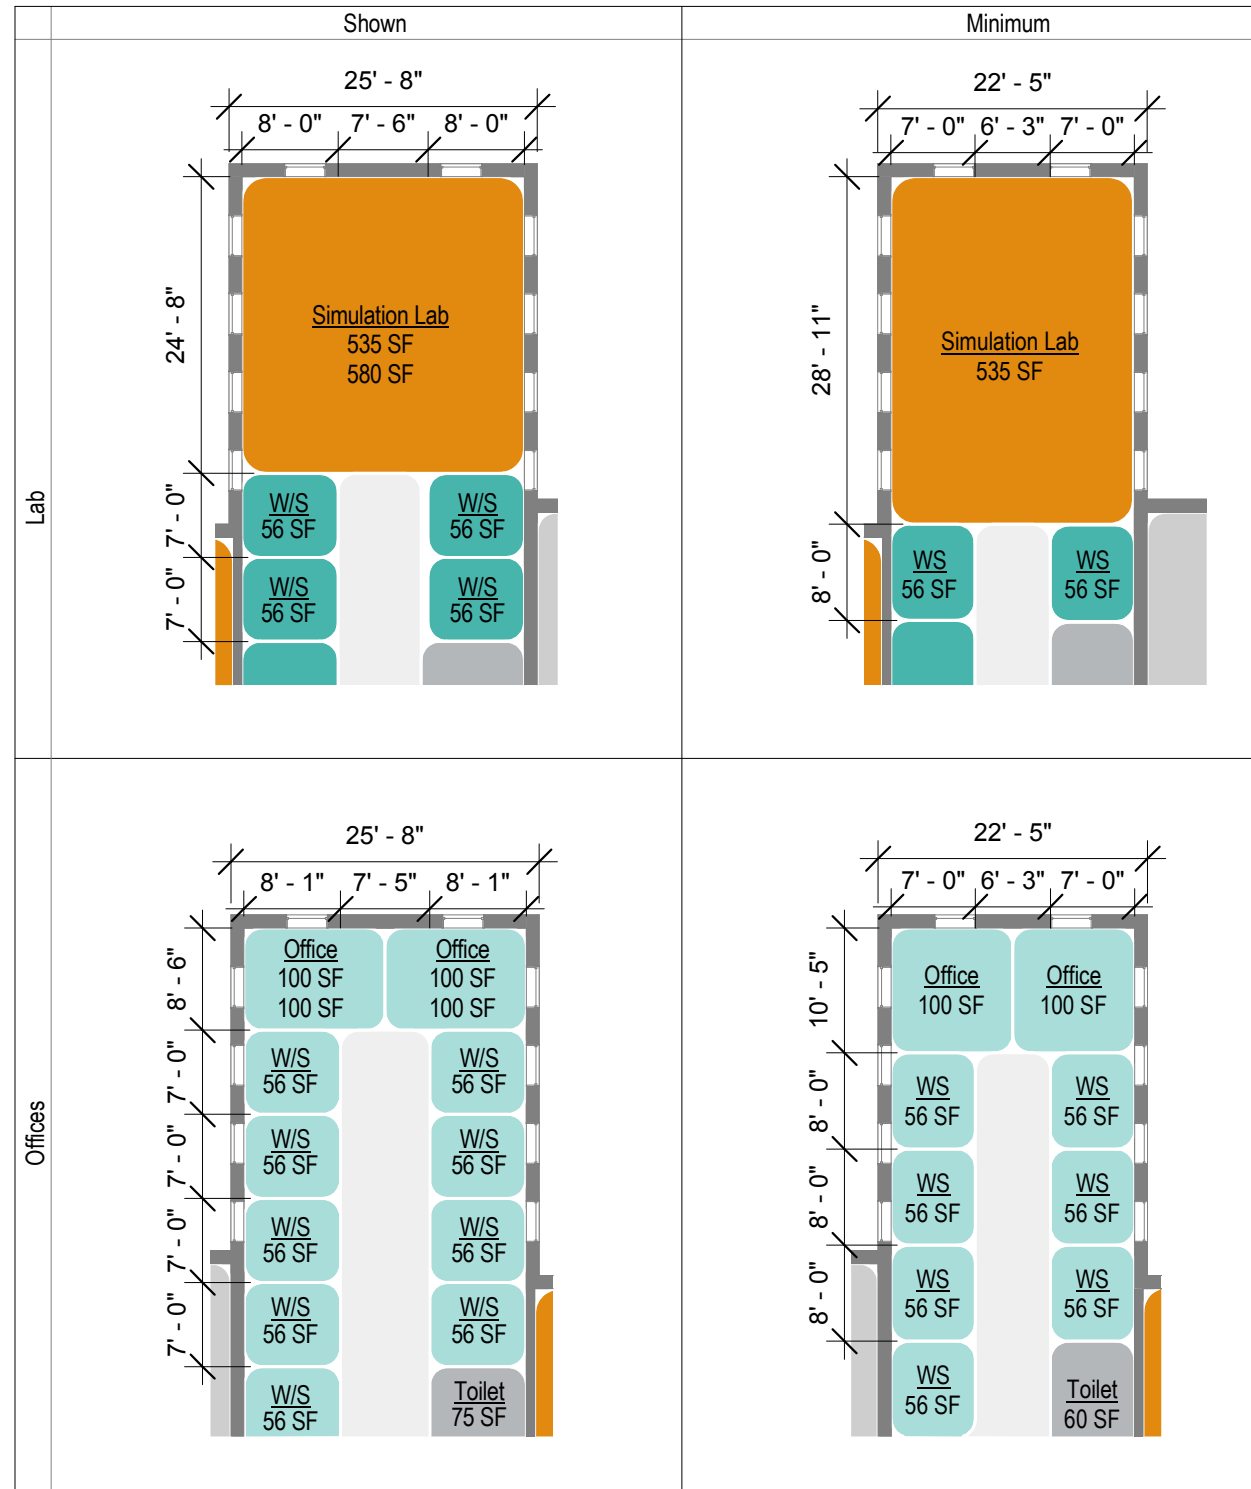 Shown
Minimum
Lab
25' - 8"
8' - 0" 7' - 6" 8' - 0"
24' - 8"
7' - 0"
7' - 0"
Simulation Lab
535 SF
580 SF
W/S
56 SF
W/S
56 SF
W/S
56 SF
W/S
56 SF
22' - 5"
7' - 0" 6' - 3" 7' - 0"
28' - 11"
8' - 0"
Simulation Lab
535 SF
WS
56 SF
WS
56 SF
Offices
25' - 8"
8' - 1" 7' - 5" 8' - 1"
8' - 6"
7' - 0"
7' - 0"
7' - 0"
7' - 0"
Office
100 SF
100 SF
Office
100 SF
100 SF
W/S
56 SF
W/S
56 SF
W/S
56 SF
W/S
56 SF
W/S
56 SF
W/S
56 SF
W/S
56 SF
W/S
56 SF
W/S
56 SF
Toilet
75 SF
22' - 5"
7' - 0" 6' - 3" 7' - 0"
10' - 5"
8' - 0"
8' - 0"
8' - 0"
Office
100 SF
Office
100 SF
WS
56 SF
WS
56 SF
WS
56 SF
WS
56 SF
WS
56 SF
WS
56 SF
WS
56 SF
Toilet
60 SF